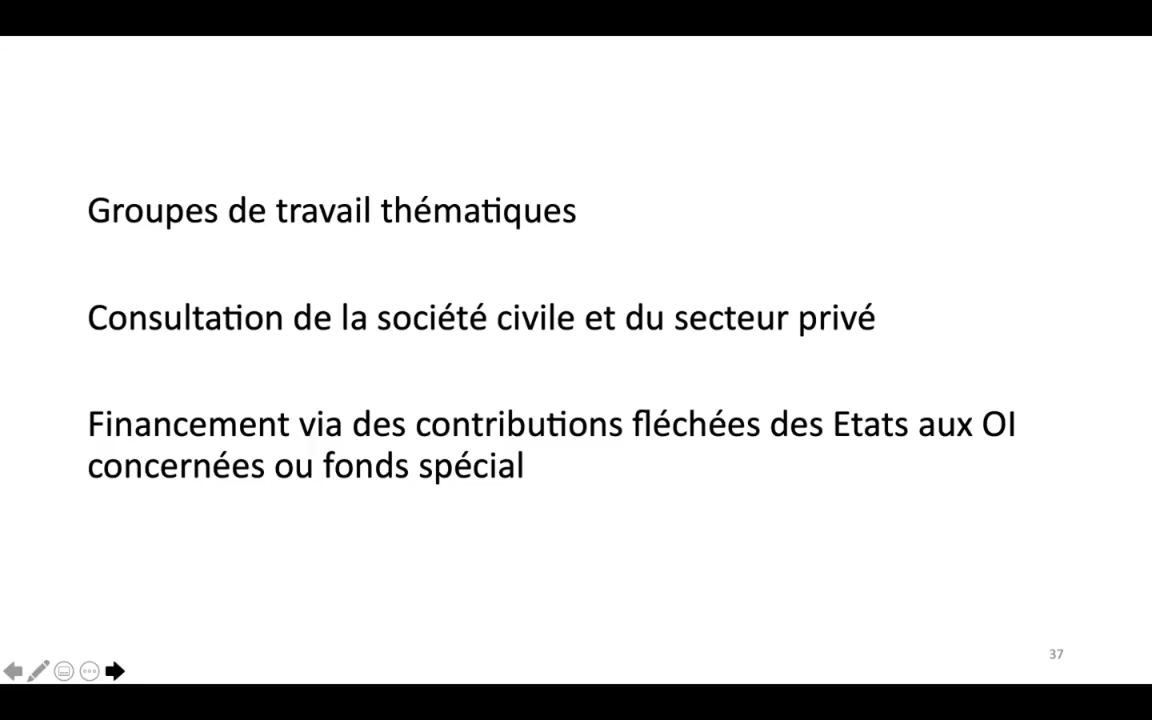 Groupes de travail thématiques
Consultation de la société civile et du secteur privé
Financement via des contributions fléchées des Etats aux OI
concernées ou fonds spécial
37